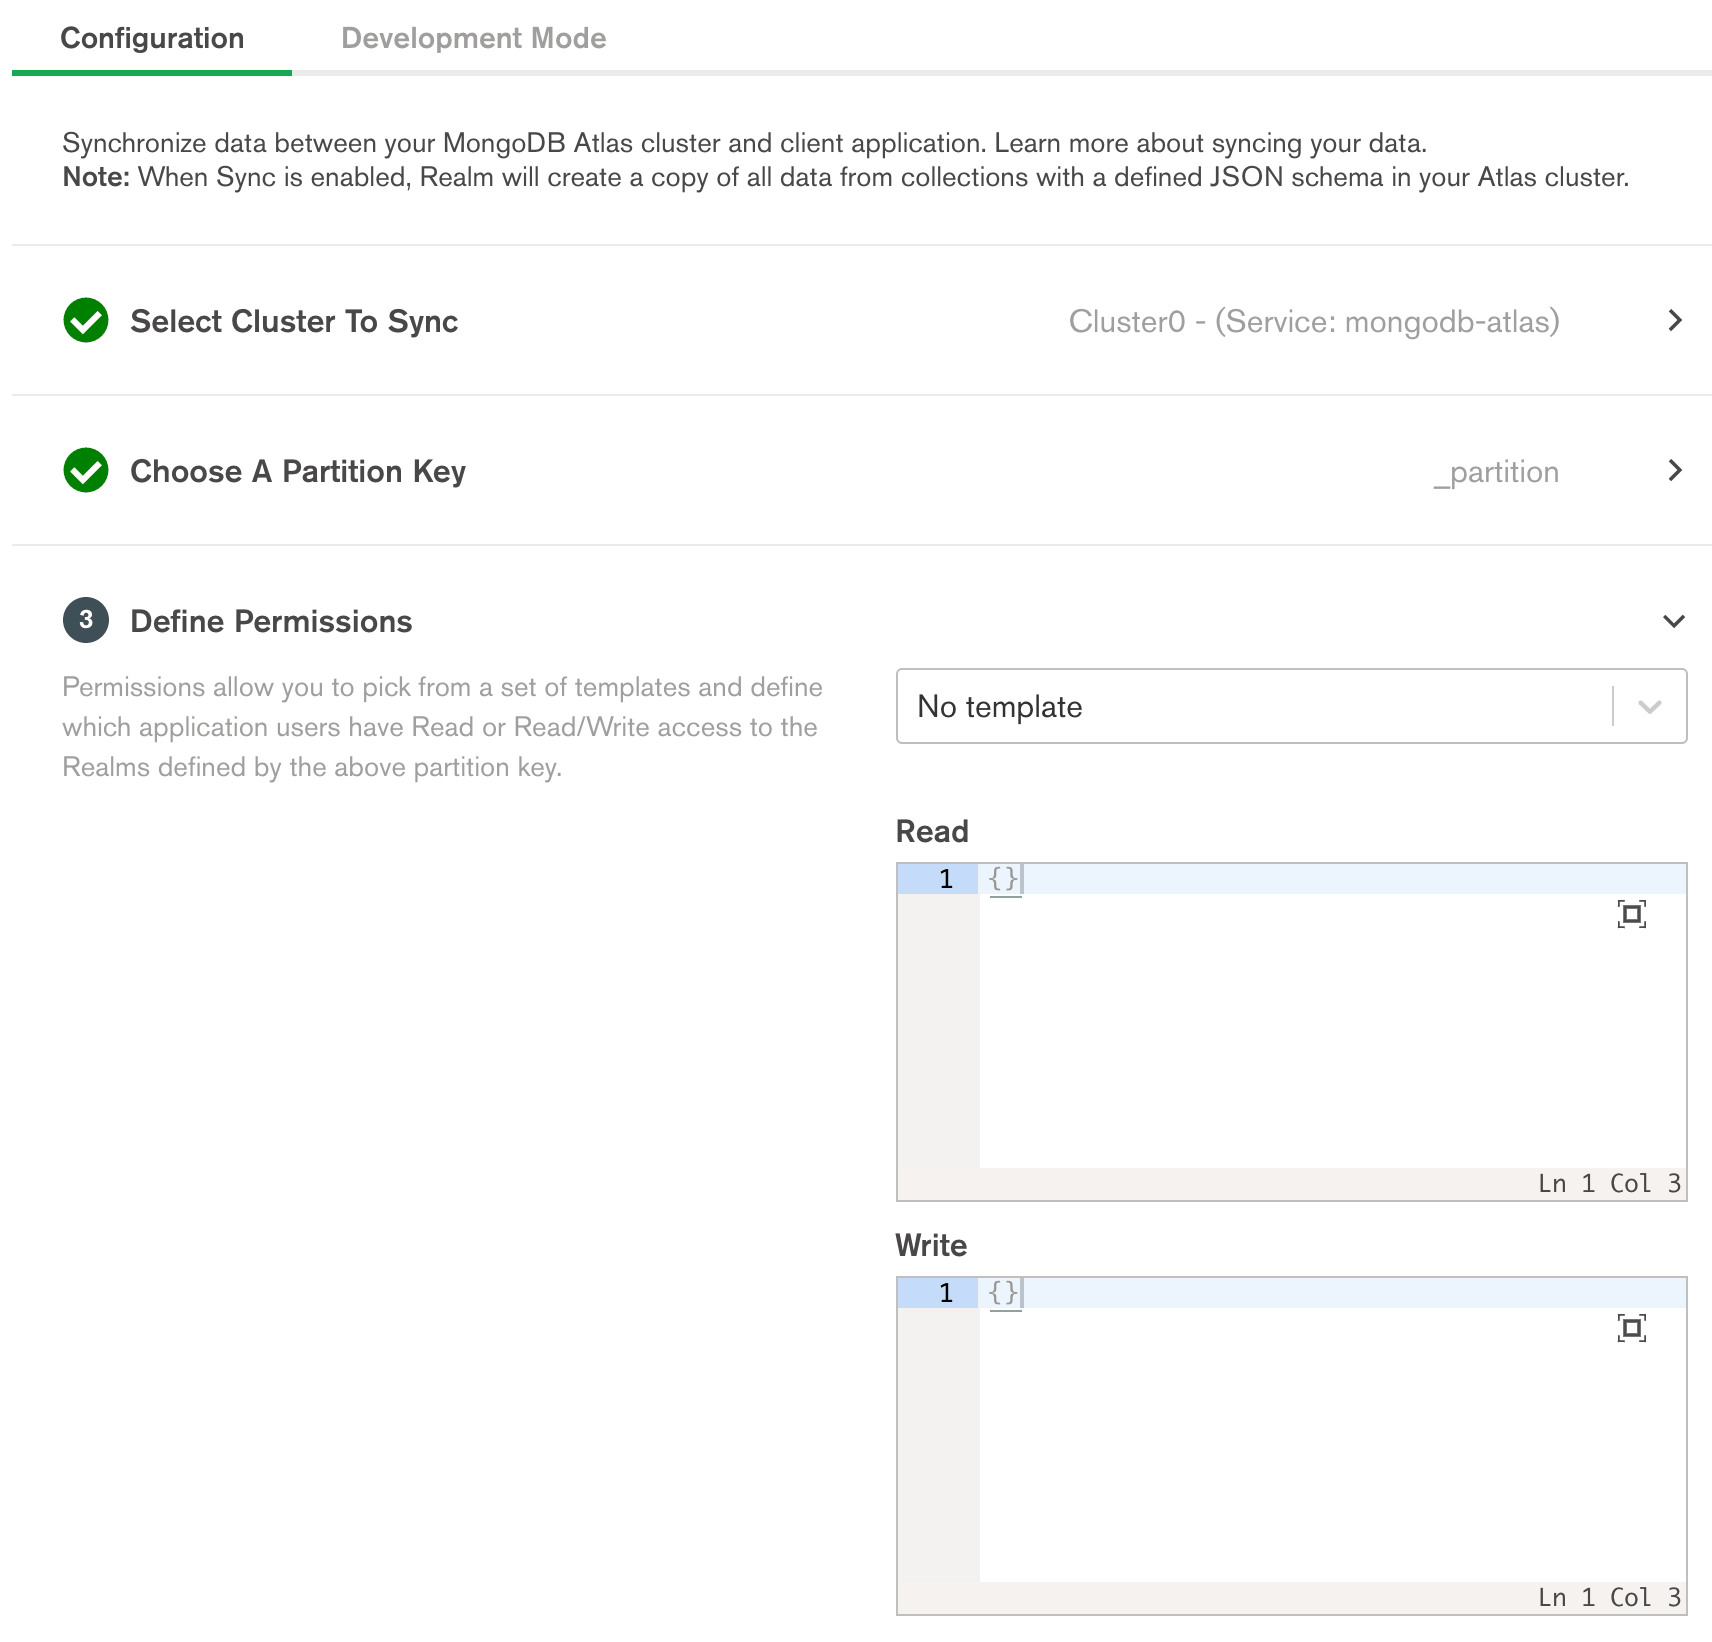 Configuration
Development Mode
Synchronize data between your MongoDB Atlas cluster and client application. Learn more about syncing your data.
Note: When Sync is enabled, Realm will create a copy of all data from collections with a defined JSON schema in your Atlas cluster.
Select Cluster To Sync
Cluster0 - (Service: mongodb-atlas)
Choose A Partition Key
_partition
3
Define Permissions
Permissions allow you to pick from a set of templates and define
which application users have Read or Read/Write access to the
Realms defined by the above partition key.
No template
Read
1 {}
Ln 1 Col 3
Write
1 {}
Ln 1 Col 3